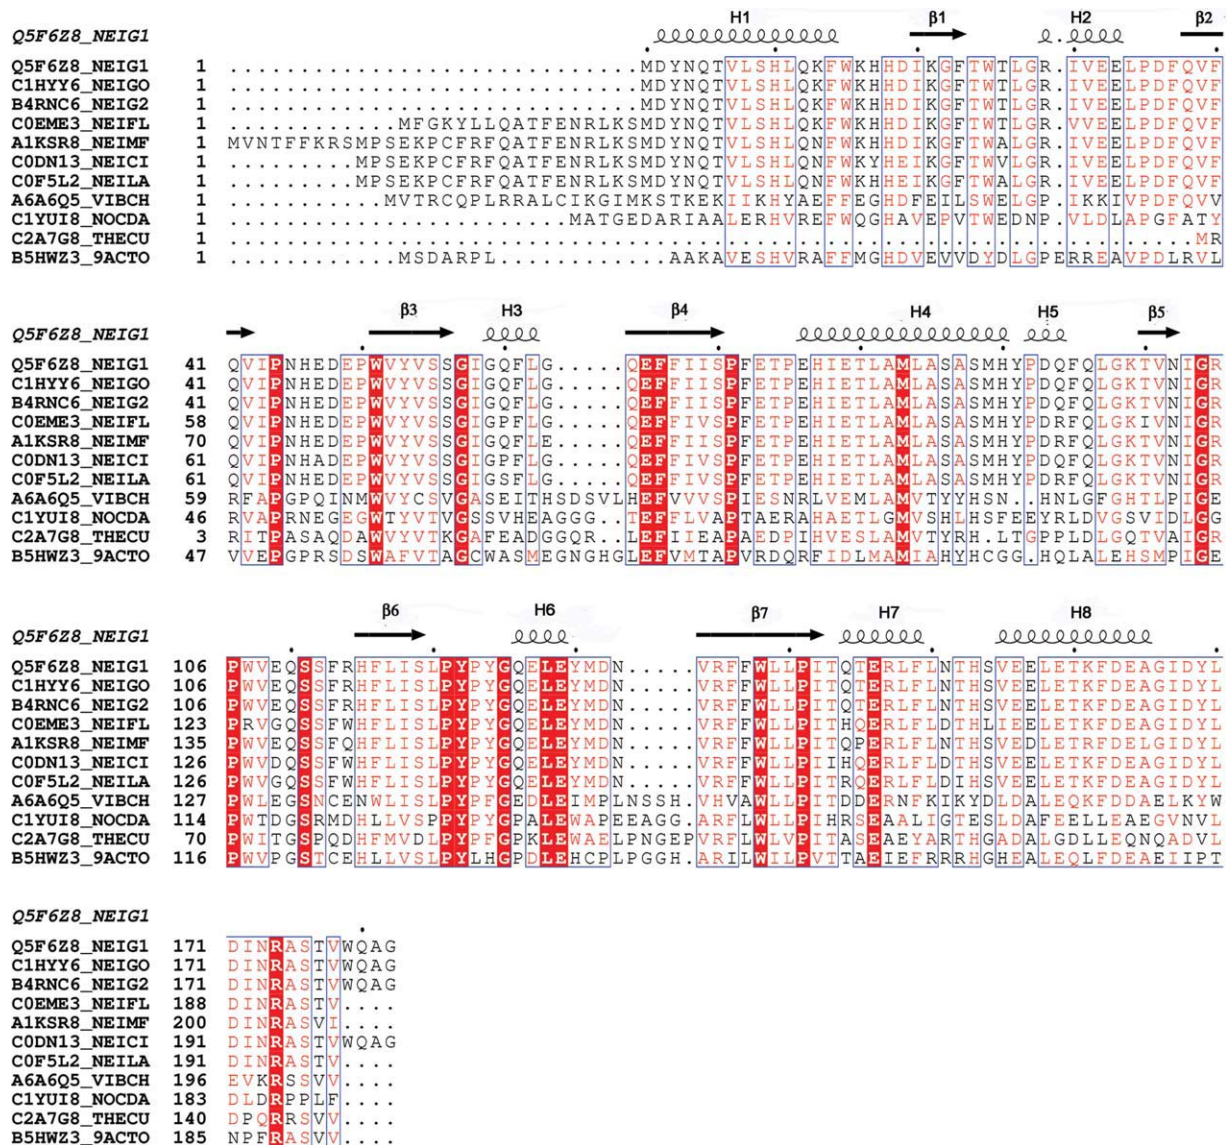 H1 β1 H2 β2
Q5F6Z8_NEIG1
Q5F6Z8_NEIG1 1 .............................MDYNQTVLSHLQKFWKHHDIKGFTWTLGR.IVEELPDFQVF
C1HYY6_NEIGO 1 .............................MDYNQTVLSHLQKFWKHHDIKGFTWTLGR.IVEELPDFQVF
B4RNC6_NEIG2 1 .............................MDYNQTVLSHLQKFWKHHDIKGFTWTLGR.IVEELPDFQVF
C0EME3_NEIFL 1 ............MFGKYLLQATFENRLKSMDYNQTVLSHLQKFWKHHDIKGFTWTLGR.VVEELPDFQVF
A1KSR8_NEIMF 1 MVNTFFKRSMPSEKPCFRFQATFENRLKSMDYNQTVLSHLQKFWKHHDIKGFTWALGR.IVEELPDFQVF
C0DN13_NEICI 1 .........MPSEKPCFRFQATFENRLKSMDYNQTVLSHLQNFWKYHEIKGFTWVLGR.IVEELPDFQVF
C0F5L2_NEILA 1 .........MPSEKPCFRFQATFENRLKSMDYNQTVLSHLQNFWKHHEIKGFTWALGR.IVEELPDFQVF
A6A6Q5_VIBCH 1 ...........MVTRCQPLRRALCIKGIMKSTKEKIIKHYAEFFEGHDFEILSWEDGP.IKKIVPDFQVV
C1YUI8_NOCDA 1 ........................MATGEDARIAALERHVREFWQGHAVEPVTWEDNP.VLDLAPGFATY
C2A7G8_THECU 1 ....................................................................MR
B5HWZ3_9ACTO 1 ............MSDARPL............AAKAVESHVRAFFMGHDVEVVDYDLGPERREAVPDLRVL
β3 H3 β4 H4 H5 β5
Q5F6Z8_NEIG1
Q5F6Z8_NEIG1 41 QVIPNHEDEPWVYVSSGIGQFLG.....QEFFIISPFETPEHIETLAMLASASMHYPDQFQLGKTVNIGR
C1HYY6_NEIGO 41 QVIPNHEDEPWVYVSSGIGQFLG.....QEFFIISPFETPEHIETLAMLASASMHYPDQFQLGKTVNIGR
B4RNC6_NEIG2 41 QVIPNHEDEPWVYVSSGIGQFLG.....QEFFIISPFETPEHIETLAMLASASMHYPDQFQLGKTVNIGR
C0EME3_NEIFL 58 QVIPNHEDEPWVYVSSGIGPFLG.....QEFFIVSPFETPEHIETLAMLASASMHYPDRFQLGKIVNIGR
A1KSR8_NEIMF 70 QVIPNHEDEPWVYVSSGIGQFLE.....QEFFIISPFETPEHIETLAMLASASMHYPDRFQLGKTVNIGR
C0DN13_NEICI 61 QVIPNHADEPWVYVSSGIGPFLG.....QEFFIVSPFETPEHIETLAMLASASMHYPDRFQLGKTVNIGR
C0F5L2_NEILA 61 QVIPNHEDEPWVYVSSGIGSFLG.....QEFFIISPFETPEHIETLAMLASASMHYPDQFQLGKTVNIGR
A6A6Q5_VIBCH 59 RFAPGPQINMWVYCSVGASEITHSDSVLHEFVVVSPIESNRLVEMLAMVTYYHSN..HNLGFGHTLPIGE
C1YUI8_NOCDA 46 RVAPRNEGEGWTYVTVGSSVHEAGGG..TEFFLVAPTAERAHAETLGMVSHLHSFEEYRLDVGSVIDLGG
C2A7G8_THECU 3 RITPASAQDAWVYVTKGAFEADGGQR..LEFIIEAPAEDPIHVESLAMVTHYRH.LTGPPLDLGQTVAIGR
B5HWZ3_9ACTO 47 VVEPGPRSDSWAFVTAGCWASMEGNGHGLEFVMTAPVRDQRFIDLMAMIAHYHCGG.HQLALEHSMPIGE
β6 H6 β7 H7 H8
Q5F6Z8_NEIG1
Q5F6Z8_NEIG1 106 PWVEQSSFRHFLISLPYPYGQELEYMDN.....VRFFWLLPITQTERLFLNTHSVEELETKFDEAGIDYL
C1HYY6_NEIGO 106 PWVEQSSFRHFLISLPYPYGQELEYMDN.....VRFFWLLPITQTERLFLNTHSVEELETKFDEAGIDYL
B4RNC6_NEIG2 106 PWVEQSSFRHFLISLPYPYGQELEYMDN.....VRFFWLLPITQTERLFLNTHSVEELETKFDEAGIDYL
C0EME3_NEIFL 123 PRVGQSSFWHFLISLPYPYGQELEYMDN.....VRFFWLLPITHQERLFLDTHLIEELETKFDEAGIDYL
A1KSR8_NEIMF 135 PWVEQSSFQHFLISLPYPYGQELEYMDN.....VRFFWLLPITQPERLFLNTHSVEDLETRFDELGIDYL
C0DN13_NEICI 126 PWVDQSSFWHFLISLPYPYGQELEYMDN.....VRFFWLLPIIHQERLFLDTHSVEELETKFDEAGIDYL
C0F5L2_NEILA 126 PWVGQSSFWHFLISLPYPYGQELEYMDN.....VRFFWLLPITRQERLFLDIHSVEELETKFDEAGIDYL
A6A6Q5_VIBCH 127 PWLEGSNCENWLISLPYPFGEDLEIMPLNSSH.VHVAWLLPITDDERNFKIKYDLDALEQKFDDAELKYW
C1YUI8_NOCDA 114 PWTDGSRMDHLLVSPPYPYGPALEWAPEEAGG.ARFLWLLPIHRSEAALIGTESLDAFEELLEAEGVNVL
C2A7G8_THECU 70 PWITGSPQDHFMVDLPYPFGPKLEWAELPNGEPVRFLWLVPITASEAEYARTHGADALGDLLEQNQADVL
B5HWZ3_9ACTO 116 PWVPGSTCEHLLVSLPYLHGPDLEHCPLPGGH.ARILWILPVTTAEIEFRRRHGHEALEQLFDEAEIIPT
Q5F6Z8_NEIG1
Q5F6Z8_NEIG1 171 DINRASTVWQAG
C1HYY6_NEIGO 171 DINRASTVWQAG
B4RNC6_NEIG2 171 DINRASTVWQAG
C0EME3_NEIFL 188 DINRASTV....
A1KSR8_NEIMF 200 DINRASVI....
C0DN13_NEICI 191 DINRASTVWQAG
C0F5L2_NEILA 191 DINRASTV....
A6A6Q5_VIBCH 196 EVKRSSVV....
C1YUI8_NOCDA 183 DLDRPPLF....
C2A7G8_THECU 140 DPQRRSVV....
B5HWZ3_9ACTO 185 NPFRASVV....